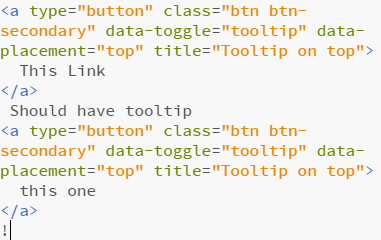 <a type="button" class="btn btn-
secondary" data-toggle="tooltip" data-
placement="top" title="Tooltip on top">
  This Link
</a>
 Should have tooltip
<a type="button" class="btn btn-
secondary" data-toggle="tooltip" data-
placement="top" title="Tooltip on top">
  this one
</a>
!